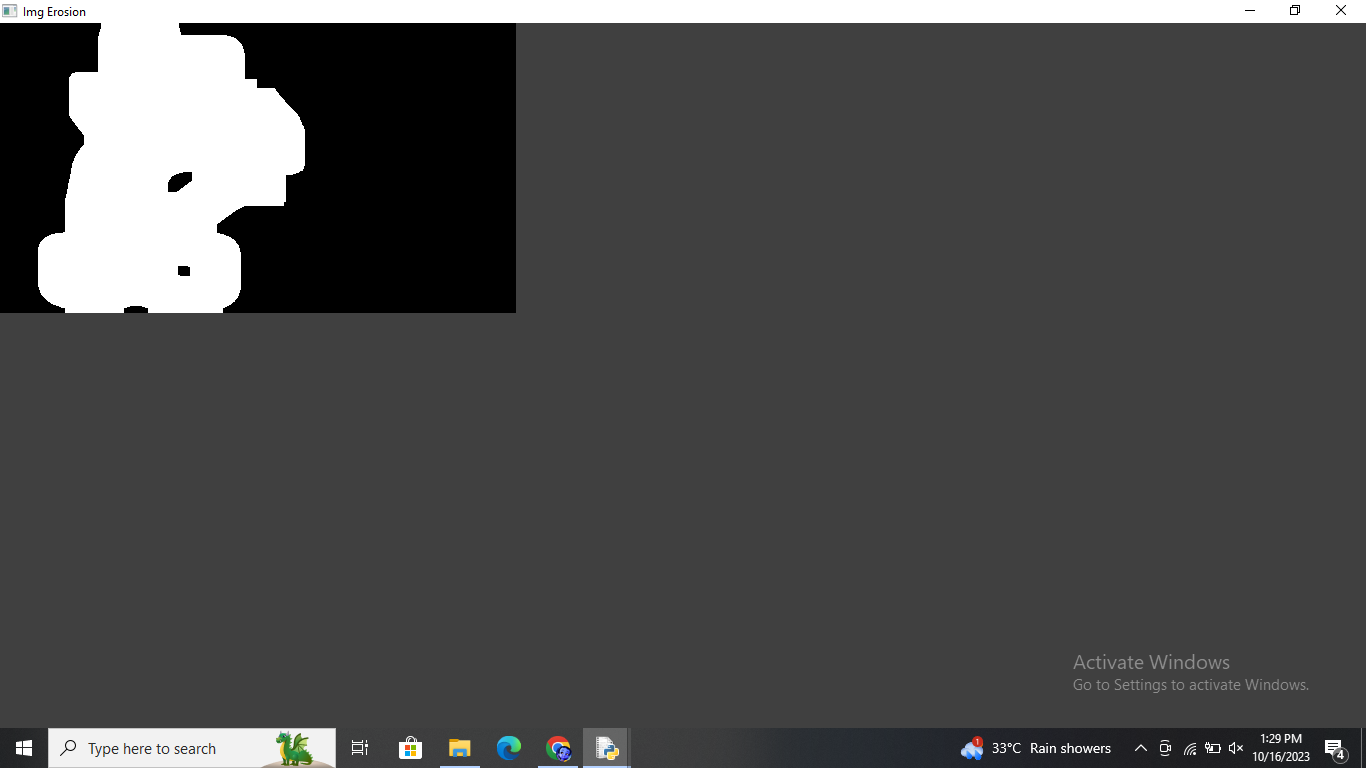 Img Erosion
Activate Windows
Go to Settings to activate Windows.
Type here to search
1
33°C Rain showers
1:29 PM
10/16/2023
4